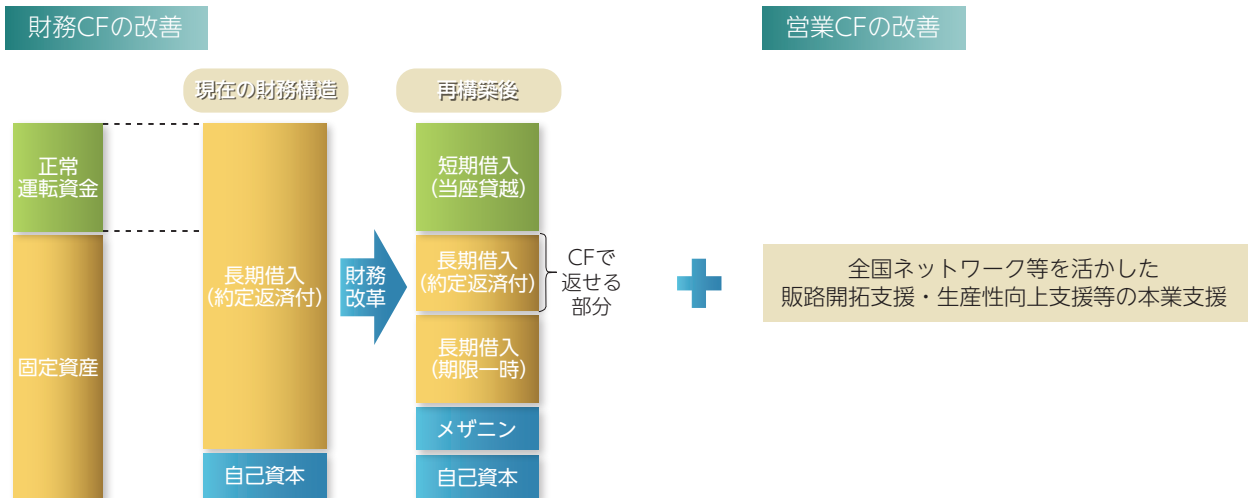 財務CFの改善
営業CFの改善
現在の財務構造
再構築後
正常
運転資金
固定資産
長期借入
(約定返済付)
自己資本
財務
改革
短期借入
(当座貸越)
長期借入
(約定返済付)
長期借入
(期限一時)
メザニン
自己資本
CFで
返せる
部分
全国ネットワーク等を活かした
販路開拓支援・生産性向上支援等の本業支援